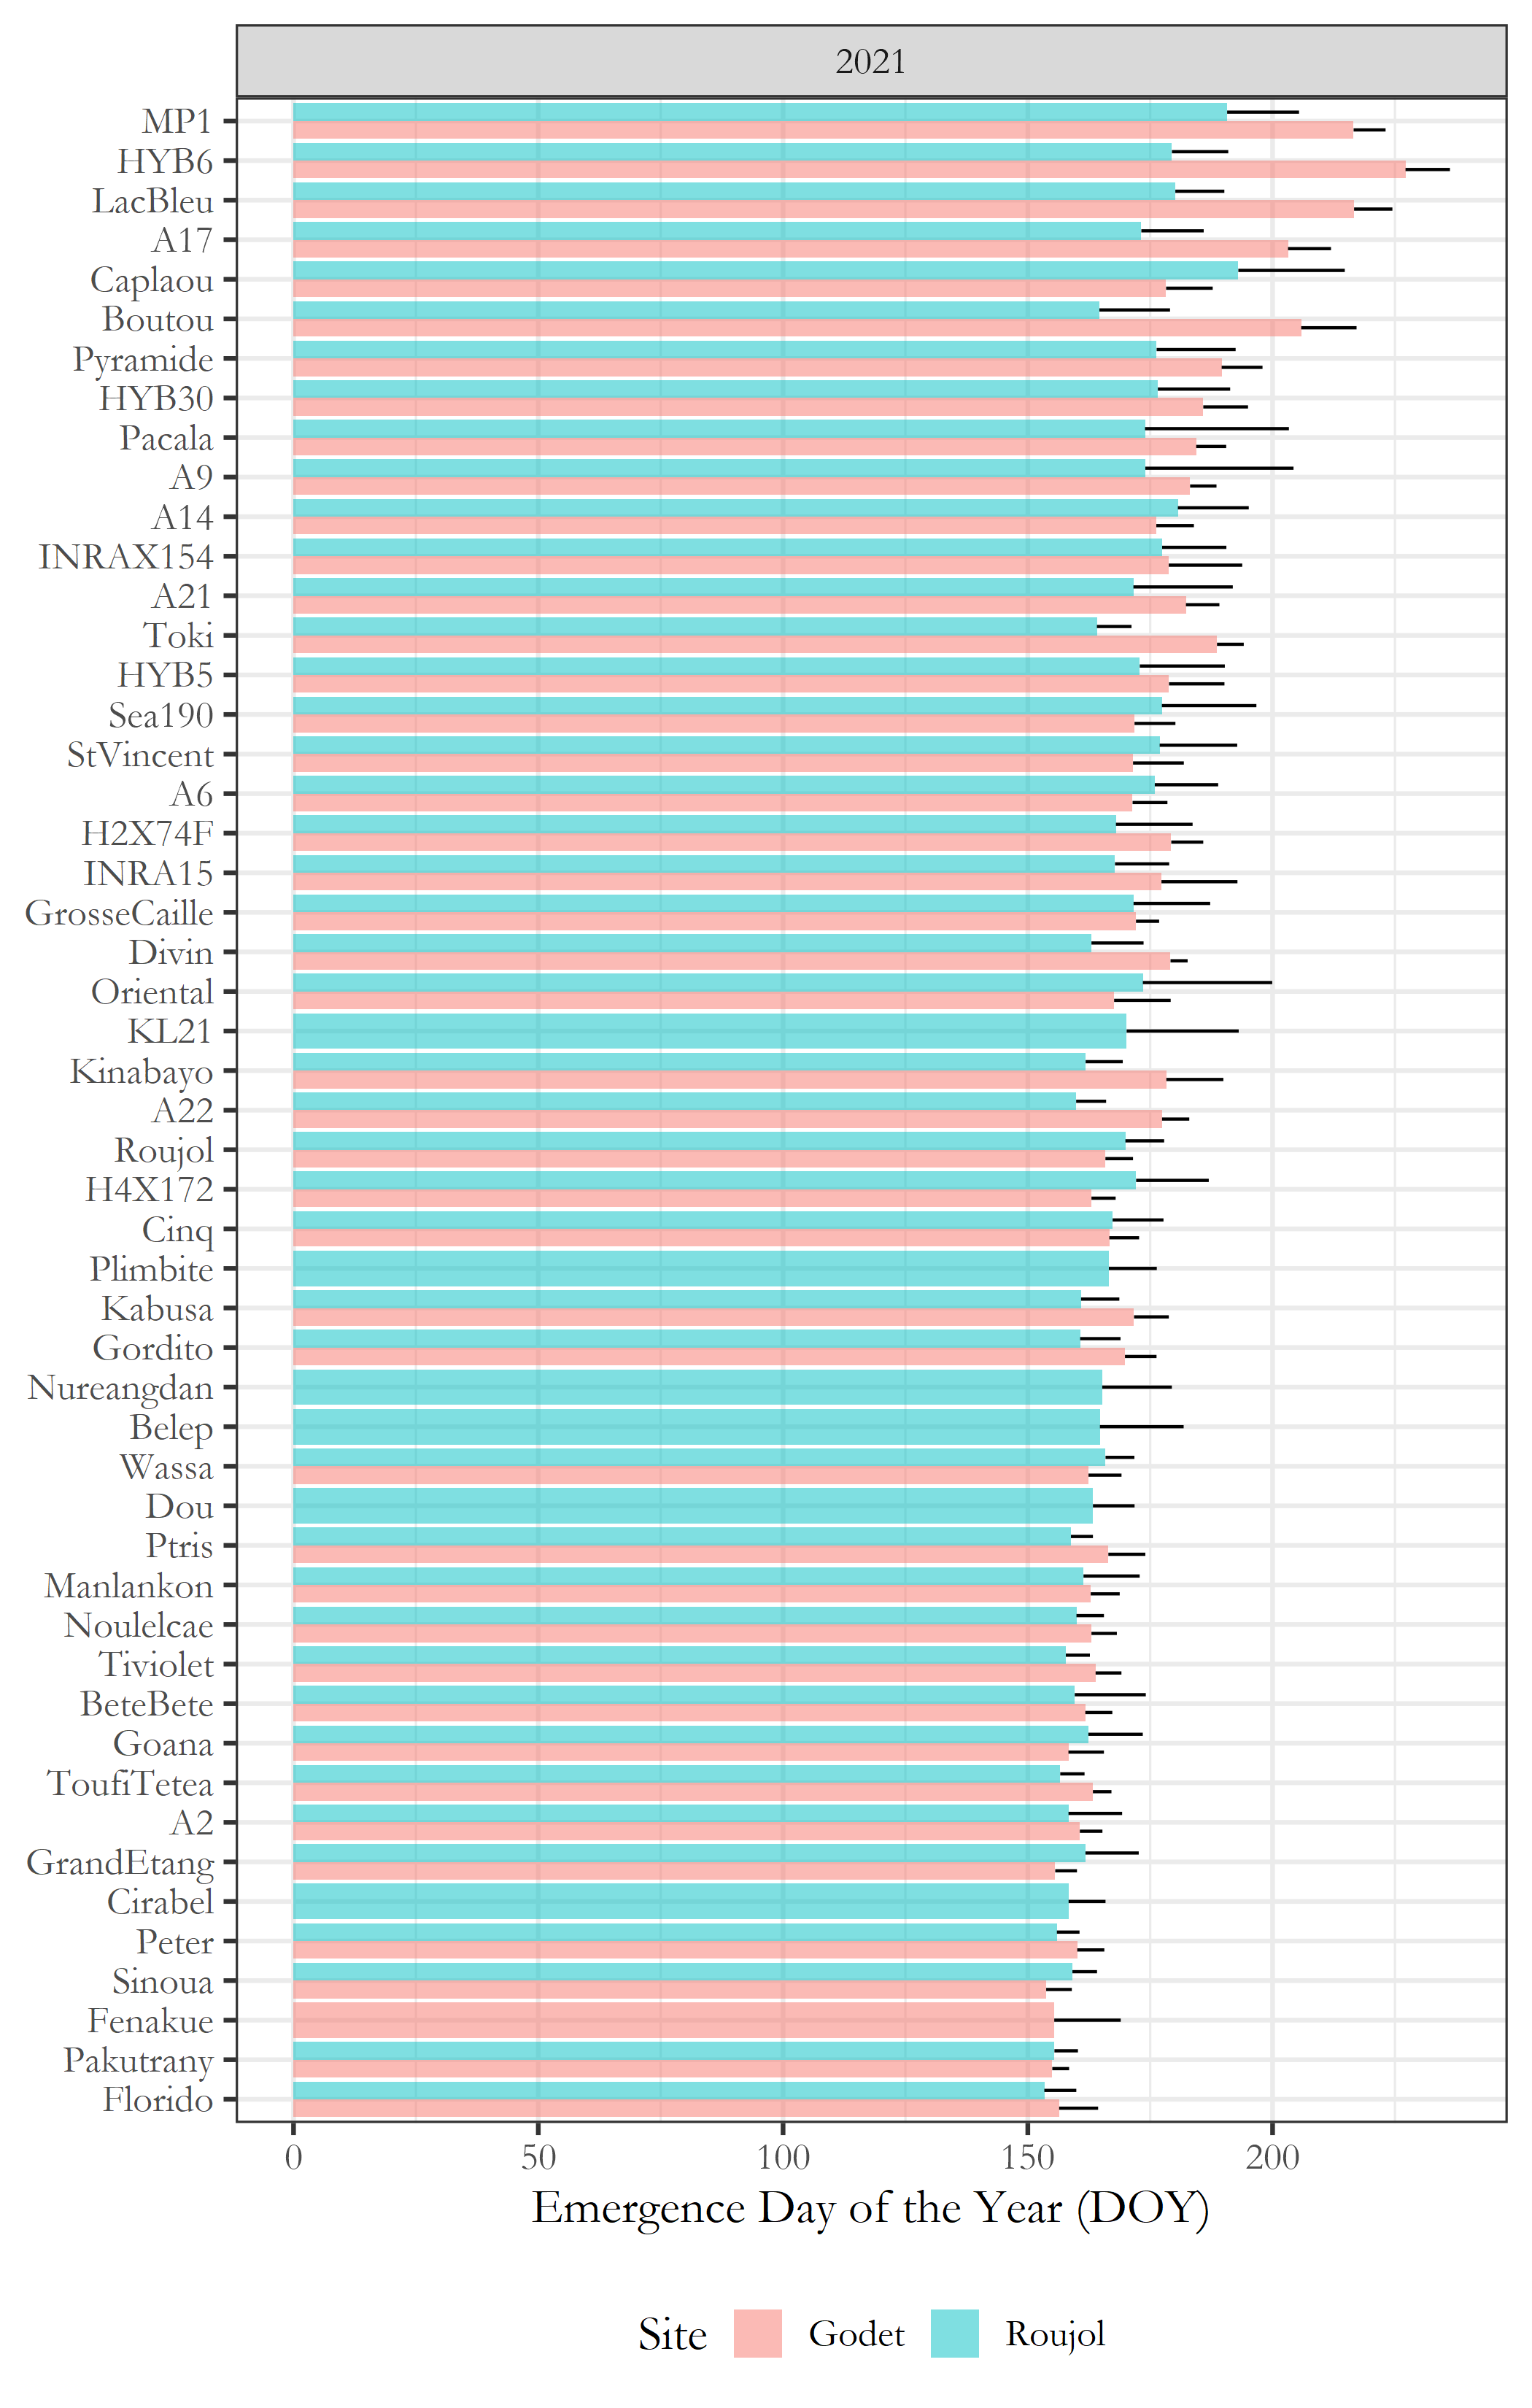 2021
MP1
HYB6
LacBleu
A17
Caplaou
Boutou
Pyramide
HYB30
Pacala
A9
A14
INRAX154
A21
Toki
HYB5
Sea190
StVincent
A6
H2X74F
INRA15
GrosseCaille
Divin
Oriental
KL21
Kinabayo
A22
Roujol
H4X172
Cinq
Plimbite
Kabusa
Gordito
Nureangdan
Belep
Wassa
Dou
Ptris
Manlankon
Noulelcae
Tiviolet
BeteBete
Goana
ToufiTetea
A2
GrandEtang
Cirabel
Peter
Sinoua
Fenakue
Pakutrany
Florido
0 50 100 150 200
Emergence Day of the Year (DOY)
Site Godet Roujol